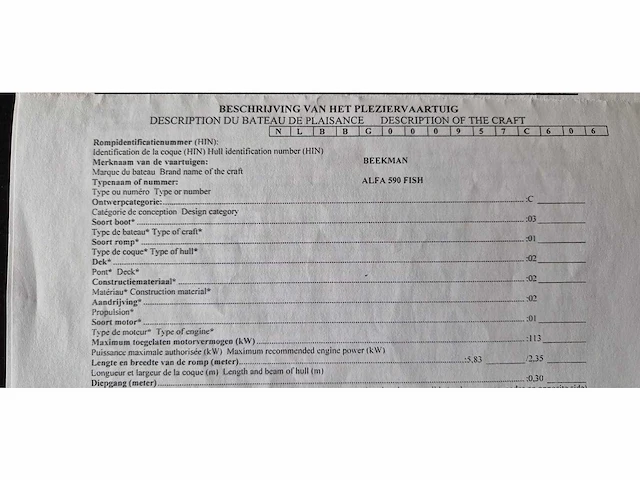 BESCHRIJVING VAN HET PLEZIERVAARTUIG
DESCRIPTION DU BATEAU DE PLAISANCE DESCRIPTION OF THE CRAFT
N L B B G 0 0 0 9 5 7 C 6 0 6
Rompidentificatienummer (HIN):
Identification de la coque (HIN) Hull identification number (HIN)
Merknaam van de vaartuigen: BEEKMAN
Marque du bateau Brand name of the craft
Typenaam of nummer: ALFA 590 FISH
Type ou numéro Type or number
Ontwerpcategorie: :C
Catégorie de conception Design category
Soort boot* :03
Type de bateau* Type of craft*
Soort romp* :01
Type de coque* Type of hull*
Dek* :02
Pont* Deck*
Constructiemateriaal* :02
Matériau* Construction material*
Aandrijving* :02
Propulsion*
Soort motor* :01
Type de moteur* Type of engine*
Maximum toegelaten motorvermogen (kW) :113
Puissance maximale authorisée (kW) Maximum recommended engine power (kW)
Lengte en breedte van de romp (meter) :5,83 /2,35
Longueur et largeur de la coque (m) Length and beam of hull (m)
Diepgang (meter) :0,30